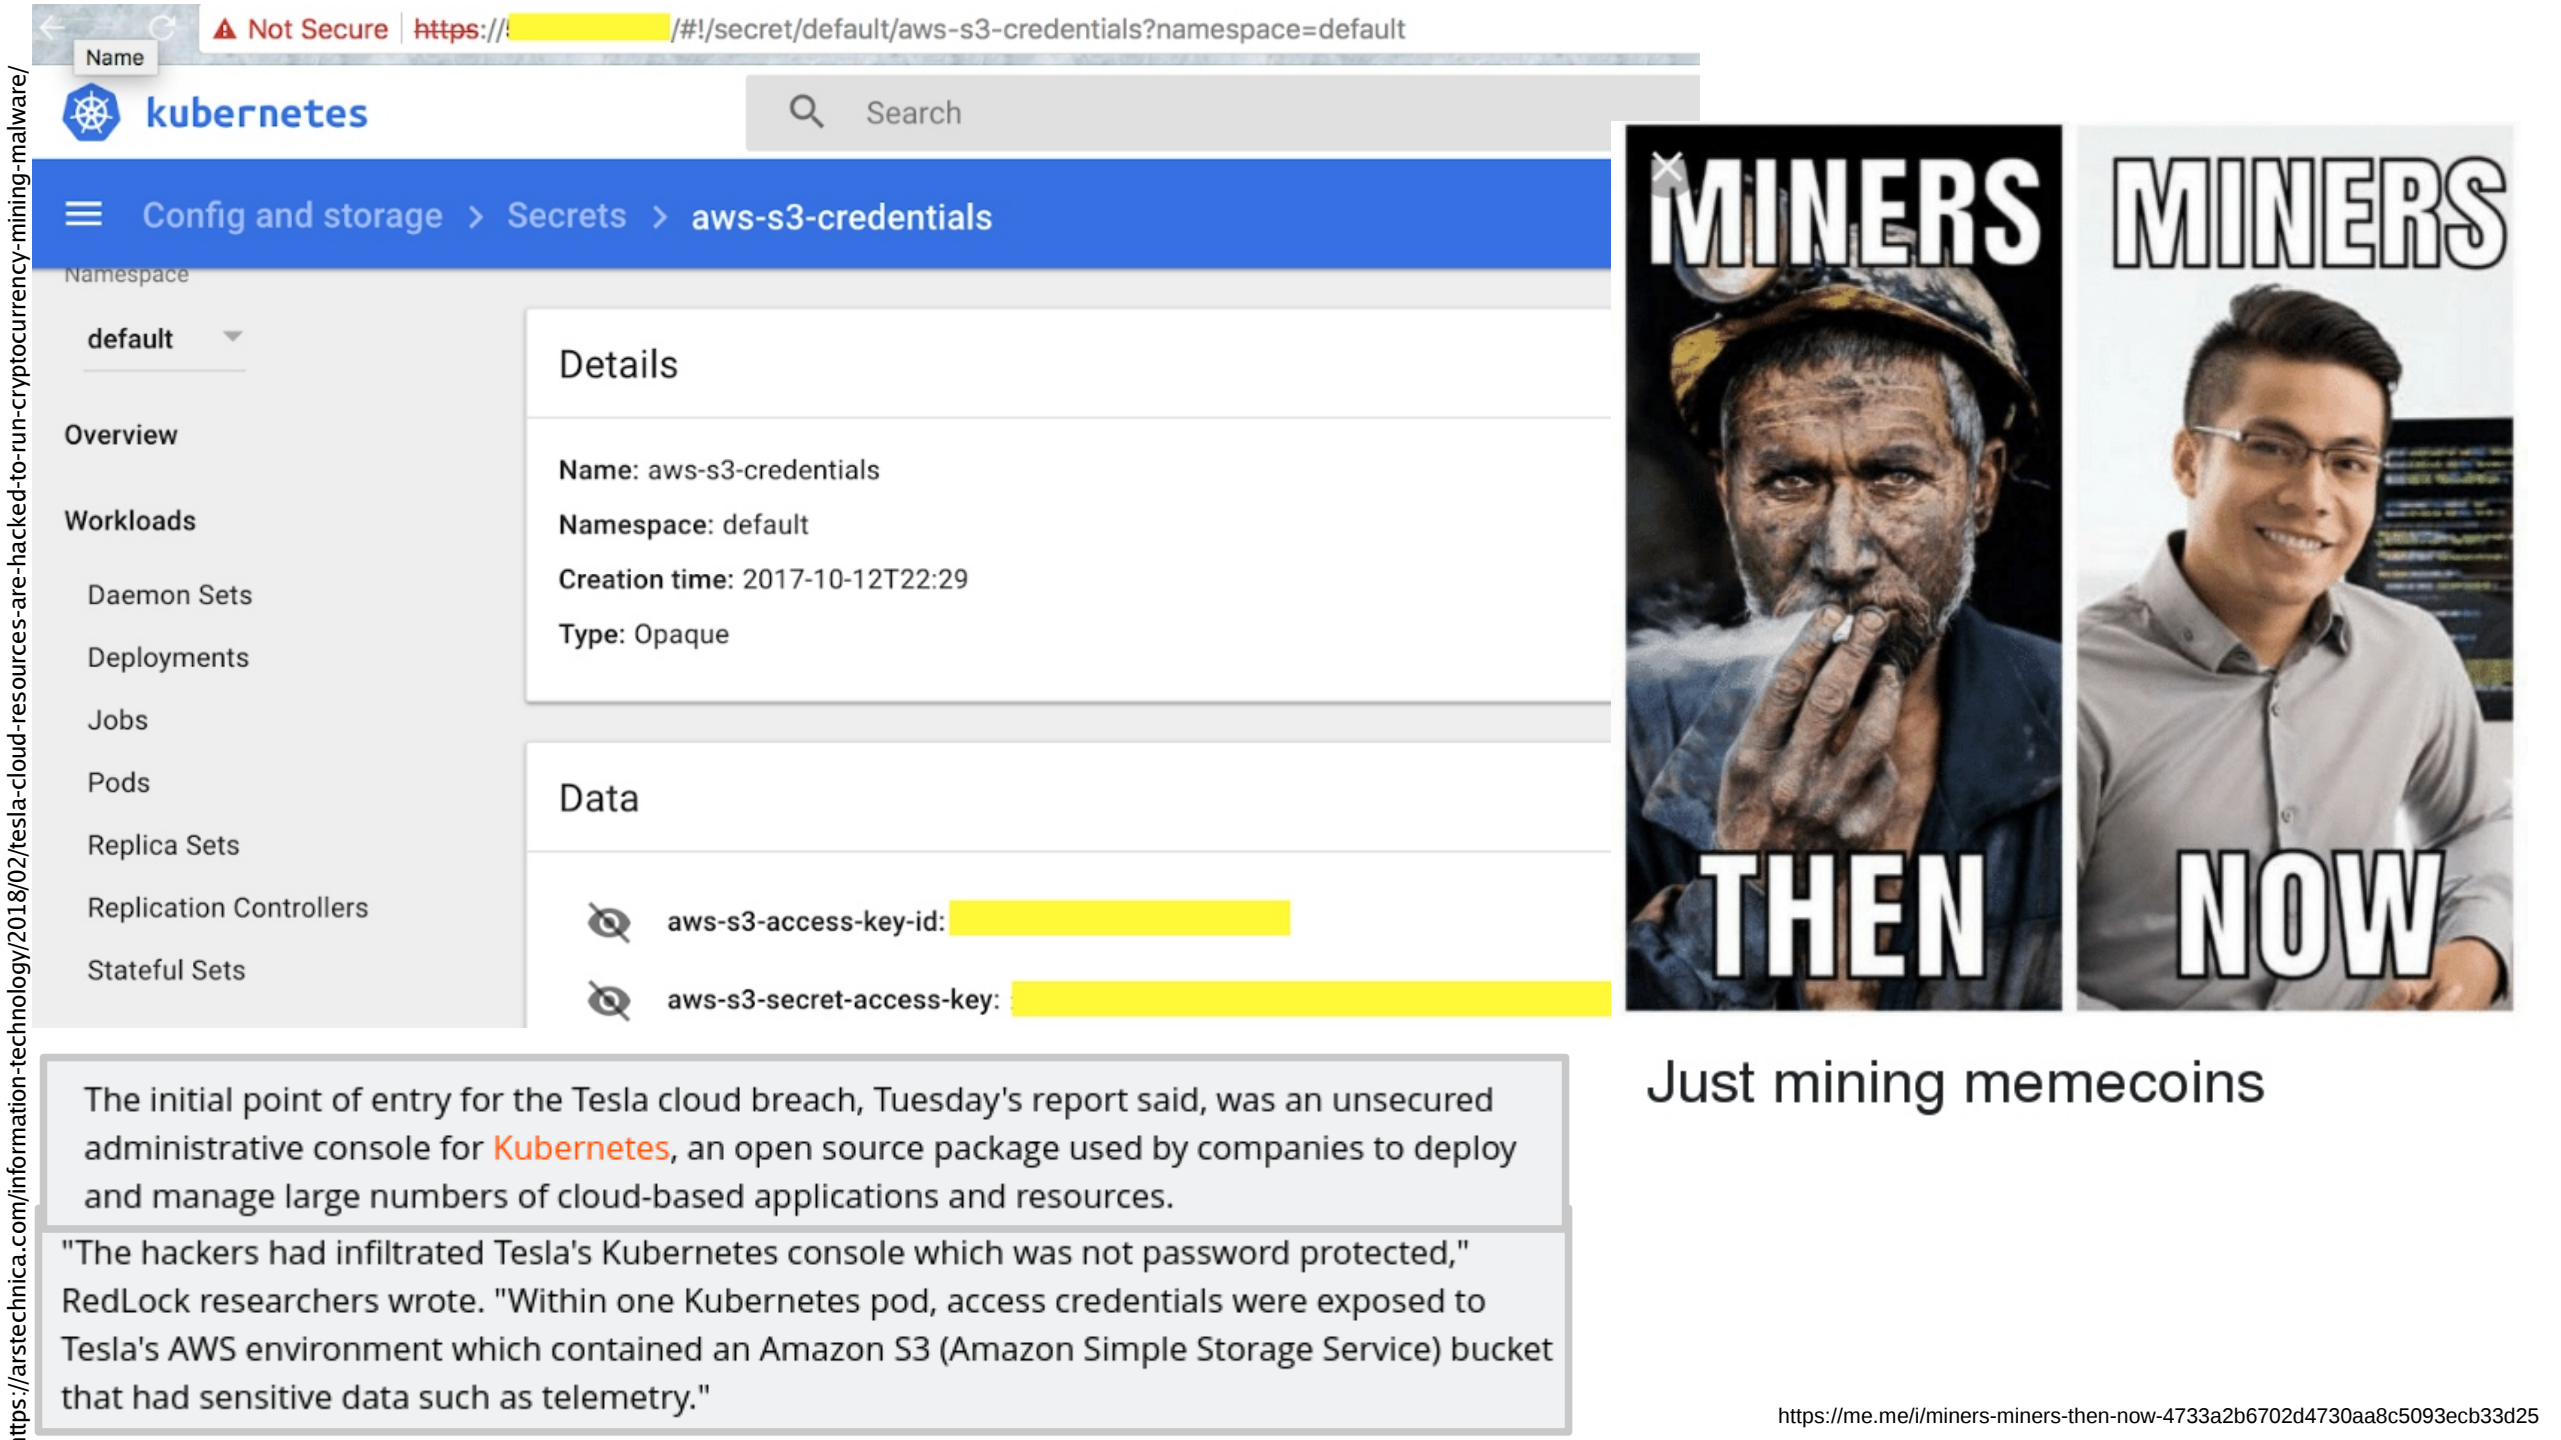 Not Secure https:// /#!/secret/default/aws-s3-credentials?namespace=default
Name
kubernetes
Search
Config and storage > Secrets > aws-s3-credentials
Namespace
default
Overview
Workloads
Daemon Sets
Deployments
Jobs
Pods
Replica Sets
Replication Controllers
Stateful Sets
Details
Name: aws-s3-credentials
Namespace: default
Creation time: 2017-10-12T22:29
Type: Opaque
Data
aws-s3-access-key-id:
aws-s3-secret-access-key:
MINERS
THEN
MINERS
NOW
Just mining memecoins
The initial point of entry for the Tesla cloud breach, Tuesday's report said, was an unsecured
administrative console for Kubernetes, an open source package used by companies to deploy
and manage large numbers of cloud-based applications and resources.
"The hackers had infiltrated Tesla's Kubernetes console which was not password protected,"
RedLock researchers wrote. "Within one Kubernetes pod, access credentials were exposed to
Tesla's AWS environment which contained an Amazon S3 (Amazon Simple Storage Service) bucket
that had sensitive data such as telemetry."
https://arstechnica.com/information-technology/2018/02/tesla-cloud-resources-are-hacked-to-run-cryptocurrency-mining-malware/
https://me.me/i/miners-miners-then-now-4733a2b6702d4730aa8c5093ecb33d25